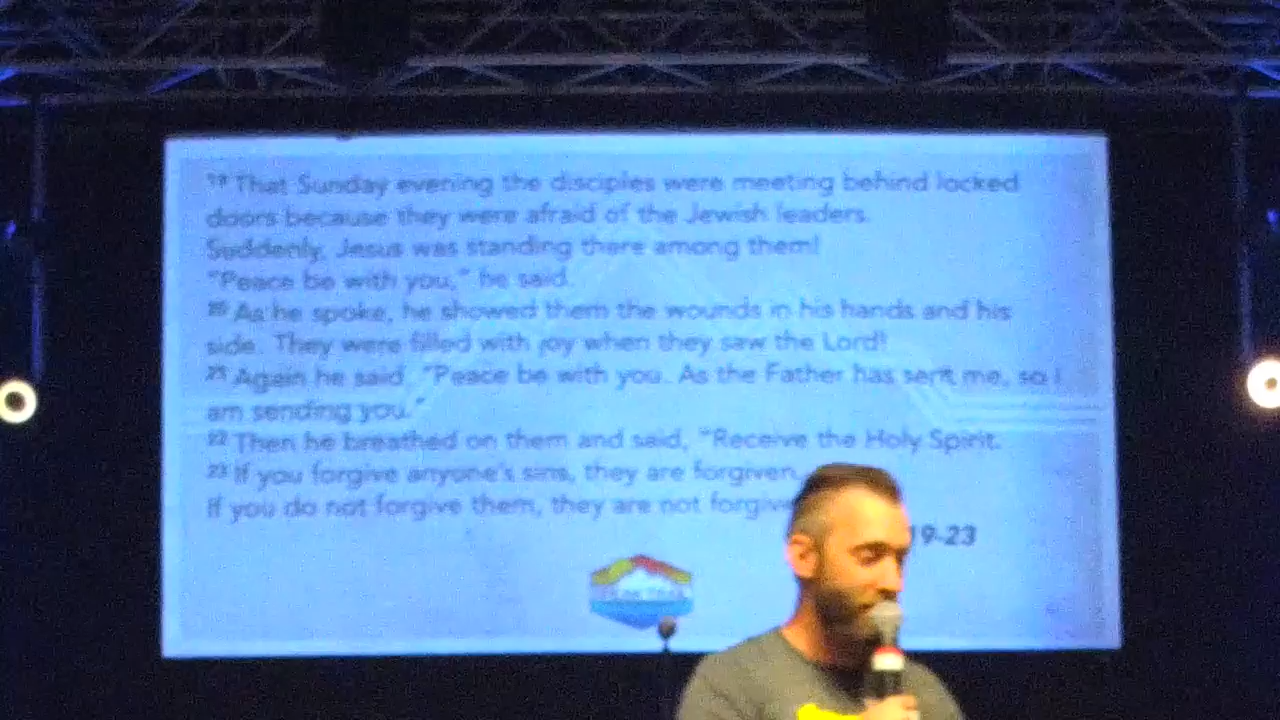 19 That Sunday evening the disciples were meeting behind locked
doors because they were afraid of the Jewish leaders.
Suddenly, Jesus was standing there among them!
"Peace be with you," he said.
20 As he spoke, he showed them the wounds in his hands and his
side. They were filled with joy when they saw the Lord!
21 Again he said, "Peace be with you. As the Father has sent me, so I
am sending you."
22 Then he breathed on them and said, "Receive the Holy Spirit.
23 If you forgive anyone's sins, they are forgiven.
If you do not forgive them, they are not forgive
19-23